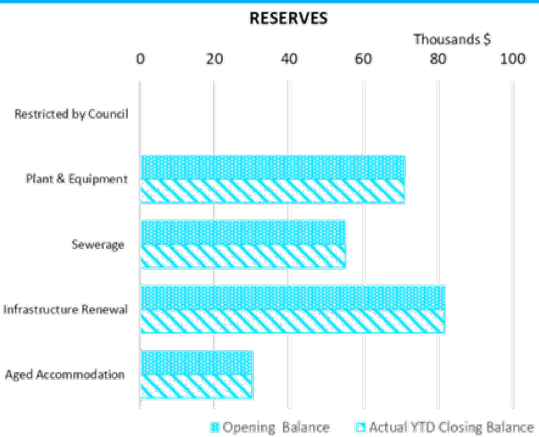 RESERVES
Thousands $
0 20 40 60 80 100
Restricted by Council
Plant & Equipment
Sewerage
Infrastructure Renewal
Aged Accommodation
Opening Balance Actual YTD Closing Balance